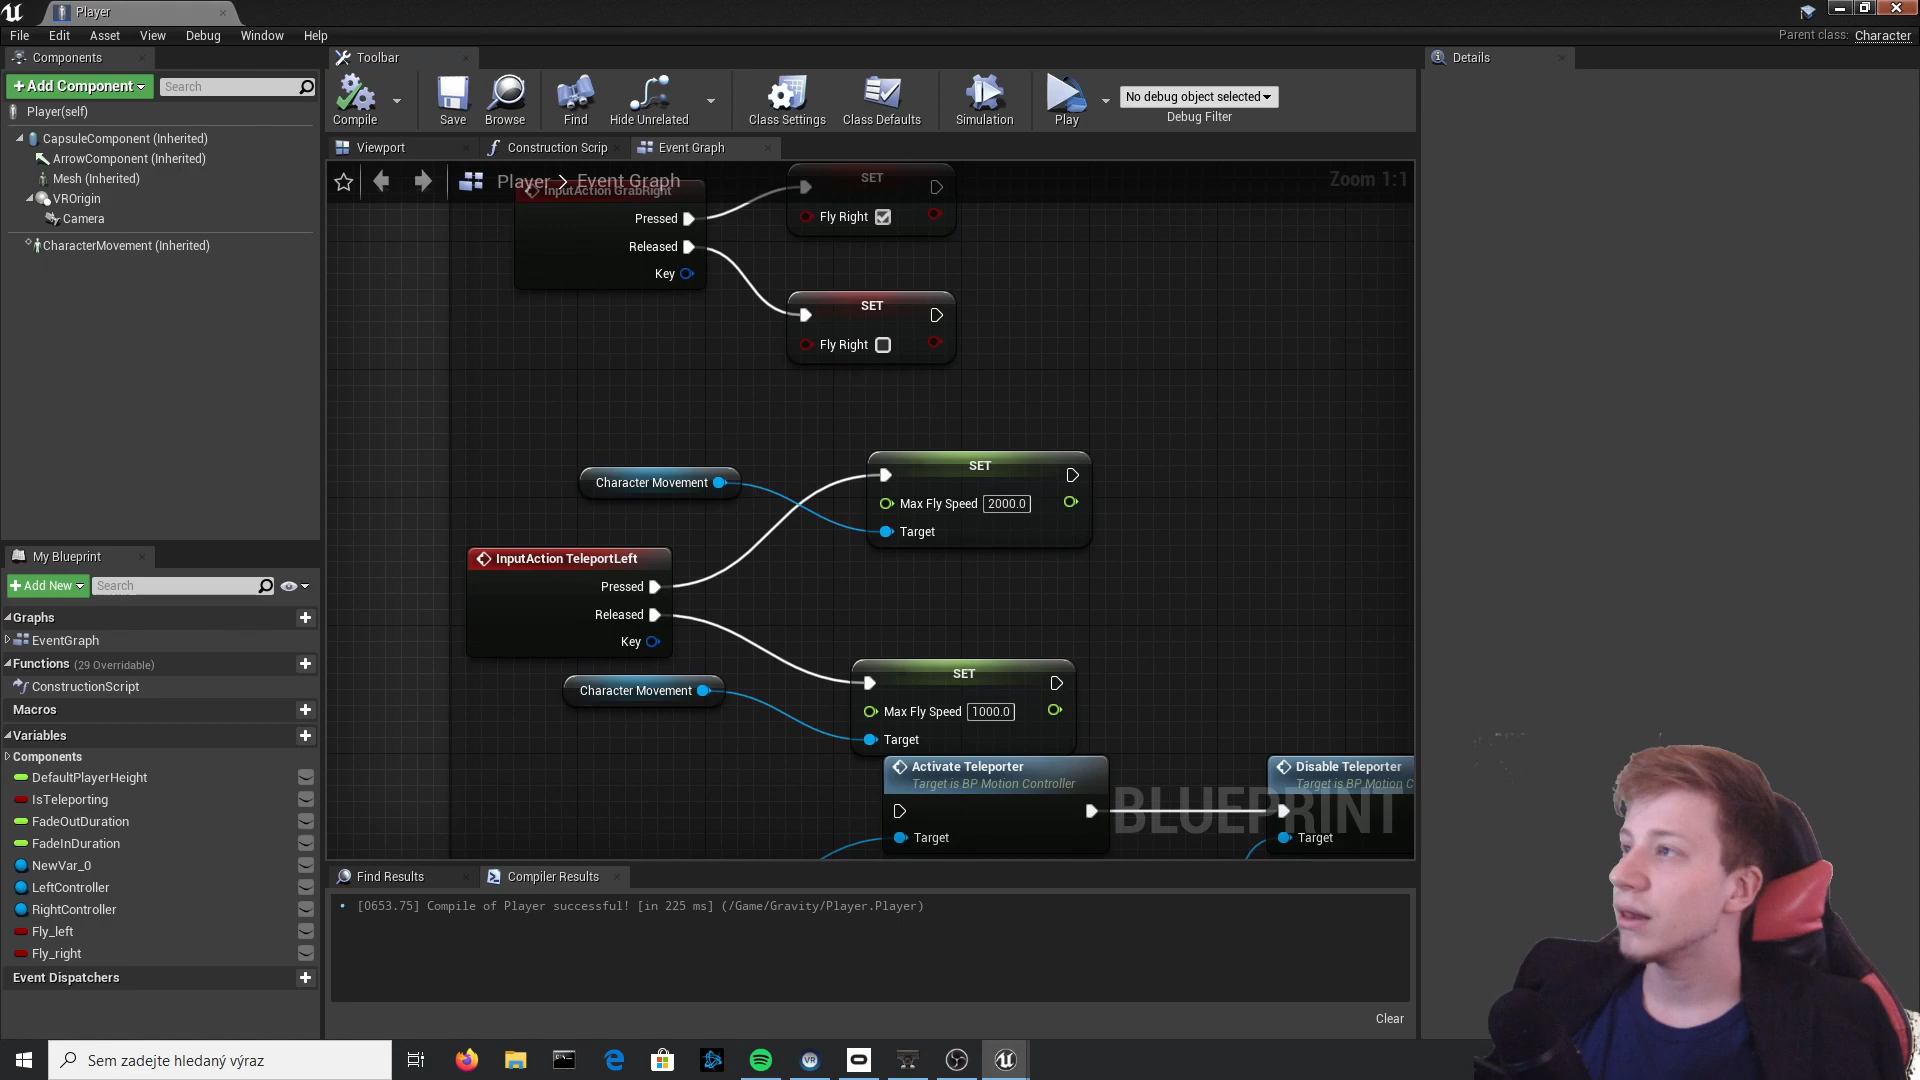 Player
File Edit Asset View Debug Window Help
Parent class: Character
Components
Toolbar
Details
Add Component
Search
Compile
Save
Browse
Find
Hide Unrelated
Class Settings
Class Defaults
Simulation
Play
No debug object selected
Debug Filter
Player(self)
CapsuleComponent (Inherited)
ArrowComponent (Inherited)
Mesh (Inherited)
VROrigin
Camera
CharacterMovement (Inherited)
Viewport
Construction Scrip
Event Graph
Player > Event Graph
Zoom 1:1
InputAction GrabRight
Pressed
Released
Key
SET
Fly Right
SET
Fly Right
Character Movement
SET
Max Fly Speed 2000.0
Target
InputAction TeleportLeft
Pressed
Released
Key
Character Movement
SET
Max Fly Speed 1000.0
Target
Activate Teleporter
Target is BP Motion Controller
Target
Disable Teleporter
Target is BP Motion C
Target
BLUEPRINT
My Blueprint
Add New
Search
Graphs
EventGraph
Functions (29 Overridable)
ConstructionScript
Macros
Variables
Components
DefaultPlayerHeight
IsTeleporting
FadeOutDuration
FadeInDuration
NewVar_0
LeftController
RightController
Fly_left
Fly_right
Event Dispatchers
Find Results
Compiler Results
[0653.75] Compile of Player successful! [in 225 ms] (/Game/Gravity/Player.Player)
Clear
Sem zadejte hledaný výraz
VR